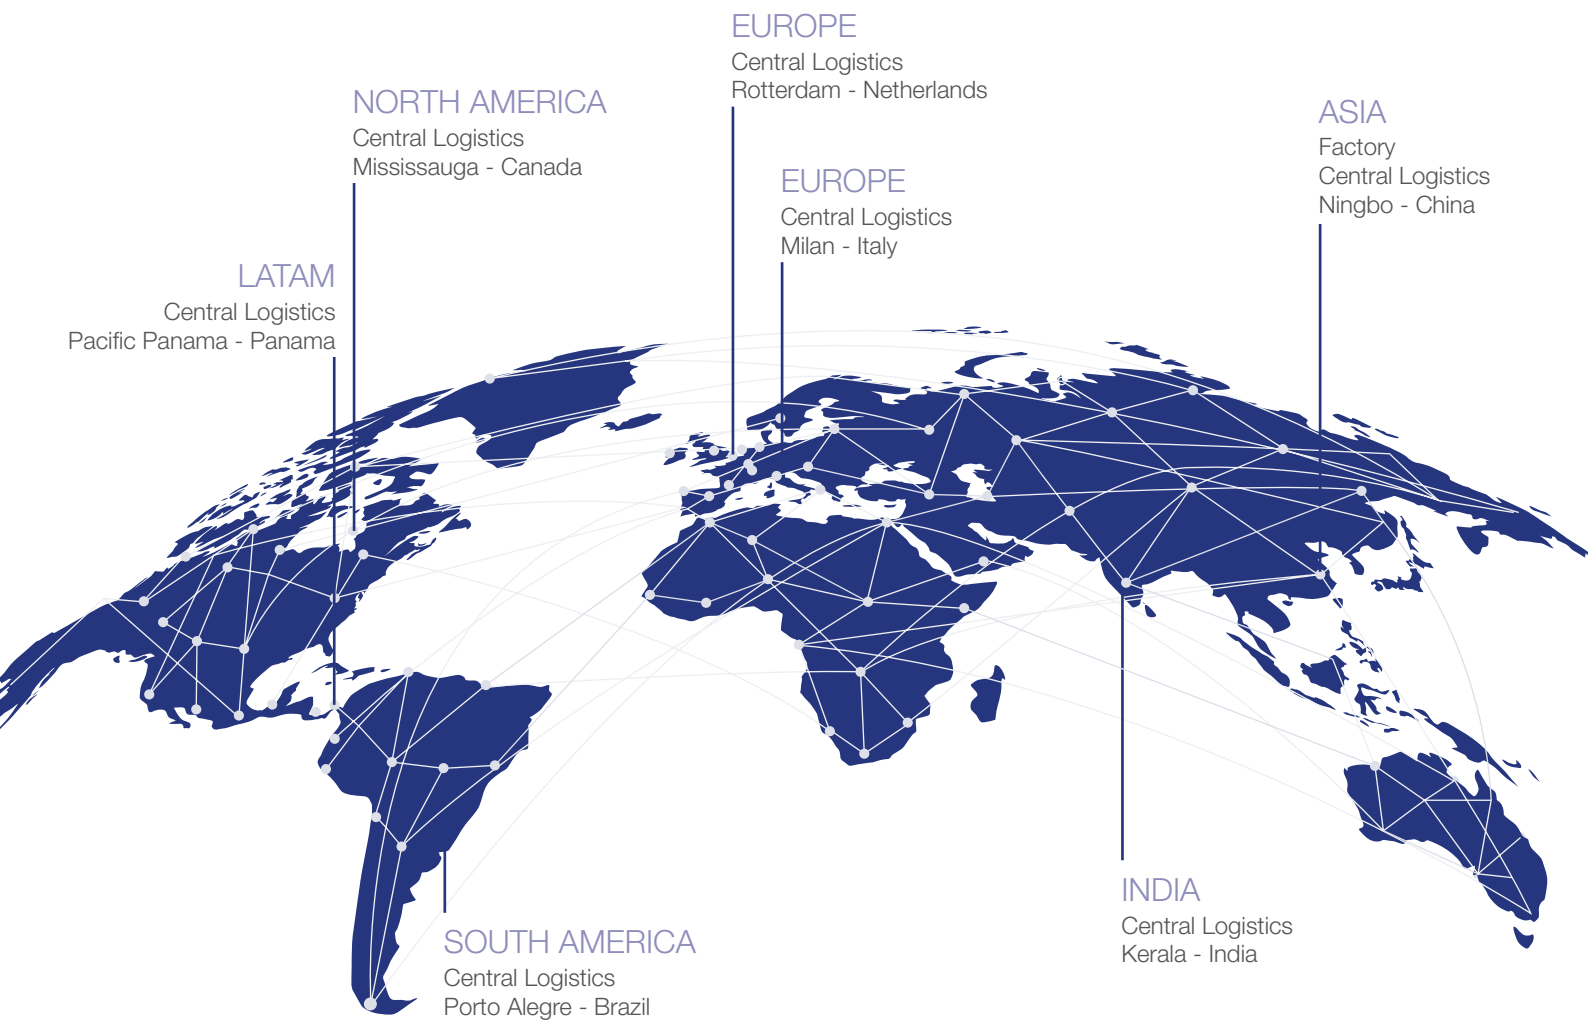 EUROPE
Central Logistics
Rotterdam - Netherlands
NORTH AMERICA
Central Logistics
Mississauga - Canada
ASIA
Factory
Central Logistics
Ningbo - China
EUROPE
Central Logistics
Milan - Italy
LATAM
Central Logistics
Pacific Panama - Panama
INDIA
Central Logistics
Kerala - India
SOUTH AMERICA
Central Logistics
Porto Alegre - Brazil